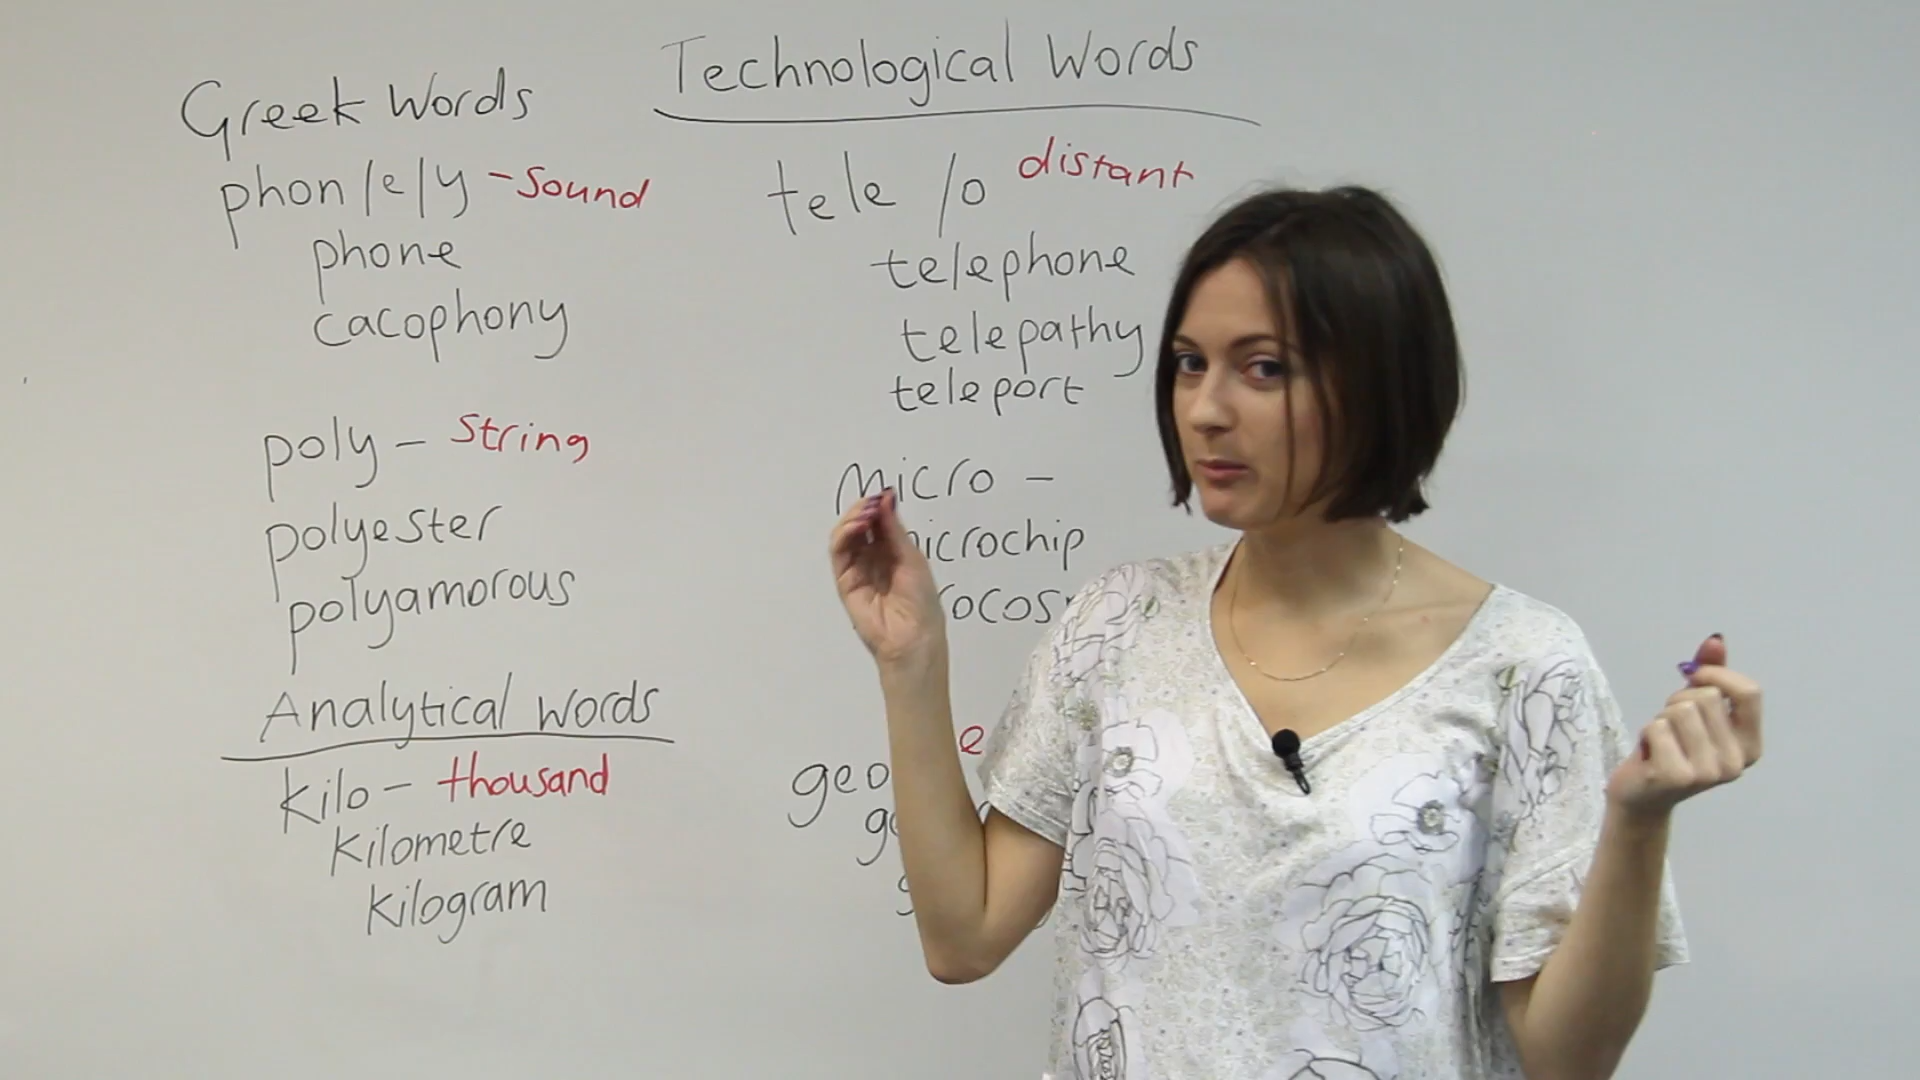 Greek Words
phon/e/y - Sound
phone
cacophony
poly - String
polyester
polyamorous
Analytical words
kilo - thousand
kilometre
kilogram
Technological Words
tele /o distant
telephone
telepathy
teleport
micro -
geo